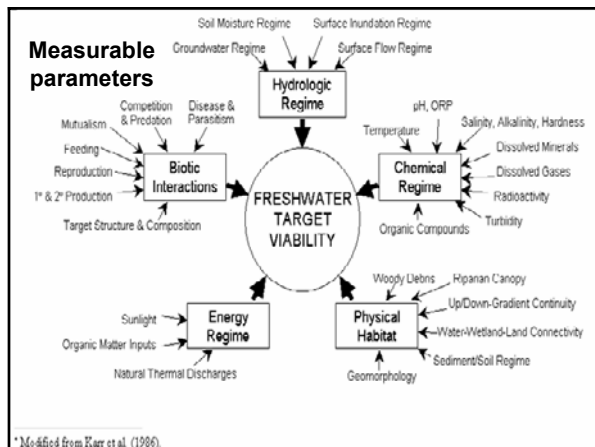 Measurable
parameters
Soil Moisture Regime
Surface Inundation Regime
Groundwater Regime
Surface Flow Regime
Hydrologic
Regime
Competition
& Predation
Disease &
Parasitism
Mutualism
Feeding
Reproduction
1° & 2° Production
Target Structure & Composition
Biotic
Interactions
pH, ORP
Temperature
Salinity, Alkalinity, Hardness
Dissolved Minerals
Dissolved Gases
Radioactivity
Turbidity
Organic Compounds
Chemical
Regime
FRESHWATER
TARGET
VIABILITY
Sunlight
Organic Matter Inputs
Natural Thermal Discharges
Energy
Regime
Woody Debris
Riparian Canopy
Up/Down-Gradient Continuity
Water-Wetland-Land Connectivity
Sediment/Soil Regime
Geomorphology
Physical
Habitat
* Modified from Karr et al. (1986).